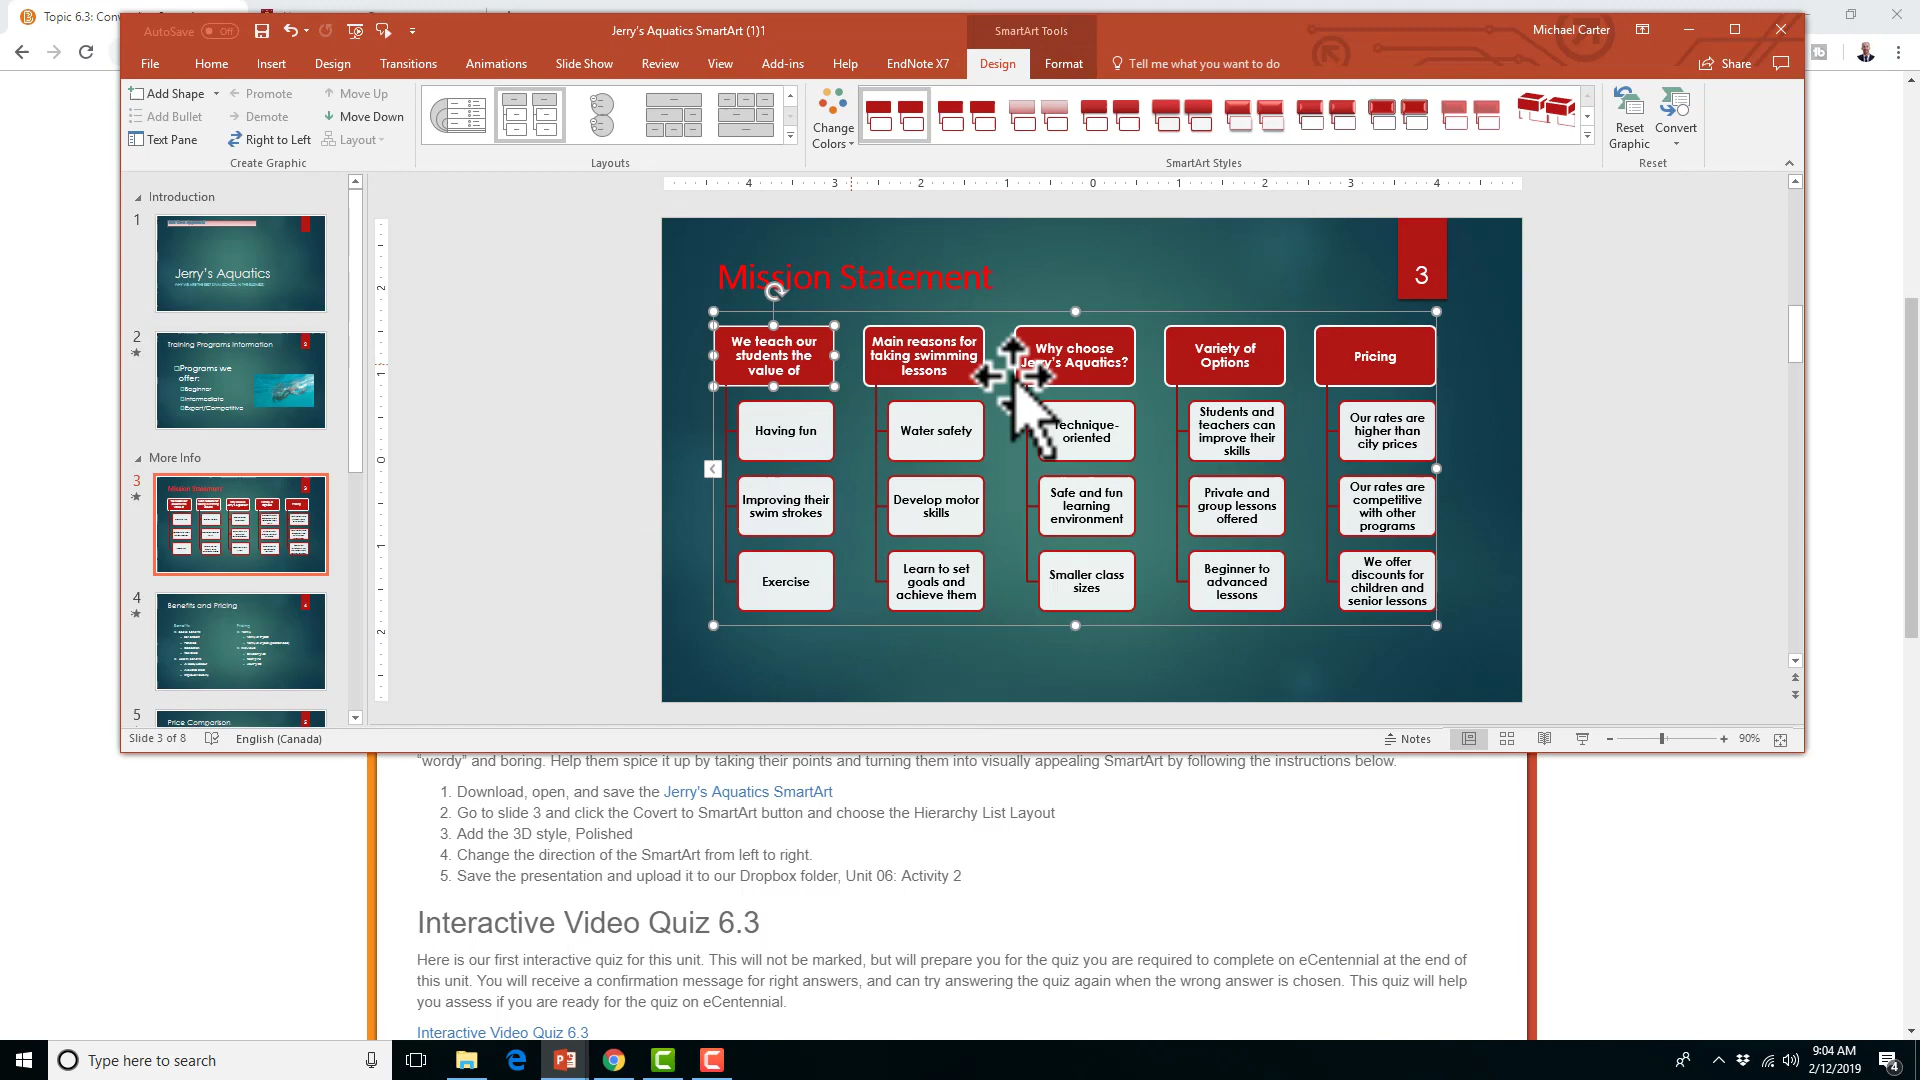 Topic 6.3: Con
AutoSave Off
Jerry's Aquatics SmartArt (1)1
SmartArt Tools
Michael Carter
File Home Insert Design Transitions Animations Slide Show Review View Add-ins Help EndNote X7 Design Format Tell me what you want to do Share
Add Shape Promote Move Up
Add Bullet Demote Move Down
Text Pane Right to Left Layout
Create Graphic
Layouts
Change Colors
SmartArt Styles
Reset Graphic
Convert
Reset
4 3 2 1 0 1 2 3 4
2
1
0
1
2
Introduction
1
Jerry's Aquatics
2
Training Programs Information
Programs we offer:
Beginner
Intermediate
Expert/Competitive
More Info
3
Mission Statement
4
Benefits and Pricing
5
Price Comparison
Mission Statement
3
We teach our students the value of
Having fun
Improving their swim strokes
Exercise
Main reasons for taking swimming lessons
Water safety
Develop motor skills
Learn to set goals and achieve them
Why choose Jerry's Aquatics?
Technique-oriented
Safe and fun learning environment
Smaller class sizes
Variety of Options
Students and teachers can improve their skills
Private and group lessons offered
Beginner to advanced lessons
Pricing
Our rates are higher than city prices
Our rates are competitive with other programs
We offer discounts for children and senior lessons
Slide 3 of 8 English (Canada) Notes 90%
"wordy" and boring. Help them spice it up by taking their points and turning them into visually appealing SmartArt by following the instructions below.
1. Download, open, and save the Jerry's Aquatics SmartArt
2. Go to slide 3 and click the Covert to SmartArt button and choose the Hierarchy List Layout
3. Add the 3D style, Polished
4. Change the direction of the SmartArt from left to right.
5. Save the presentation and upload it to our Dropbox folder, Unit 06: Activity 2
Interactive Video Quiz 6.3
Here is our first interactive quiz for this unit. This will not be marked, but will prepare you for the quiz you are required to complete on eCentennial at the end of
this unit. You will receive a confirmation message for right answers, and can try answering the quiz again when the wrong answer is chosen. This quiz will help
you assess if you are ready for the quiz on eCentennial.
Interactive Video Quiz 6.3
Type here to search
9:04 AM
2/12/2019
4